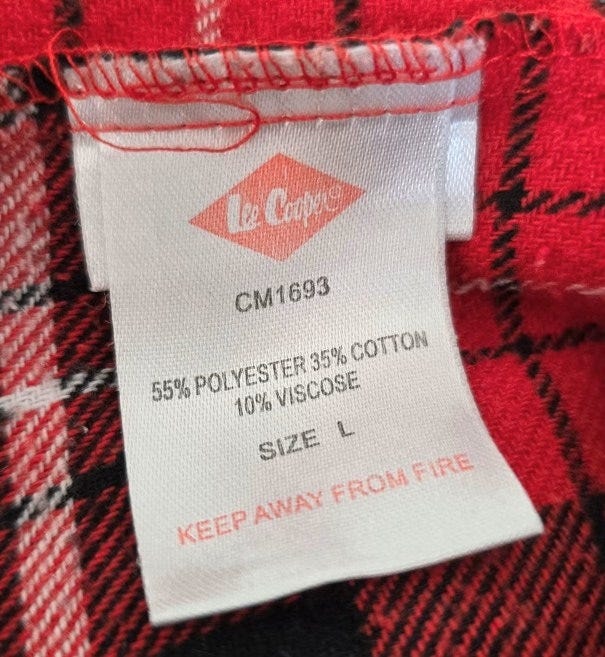 Lee Cooper®
CM1693
55% POLYESTER 35% COTTON
10% VISCOSE
SIZE L
KEEP AWAY FROM FIRE